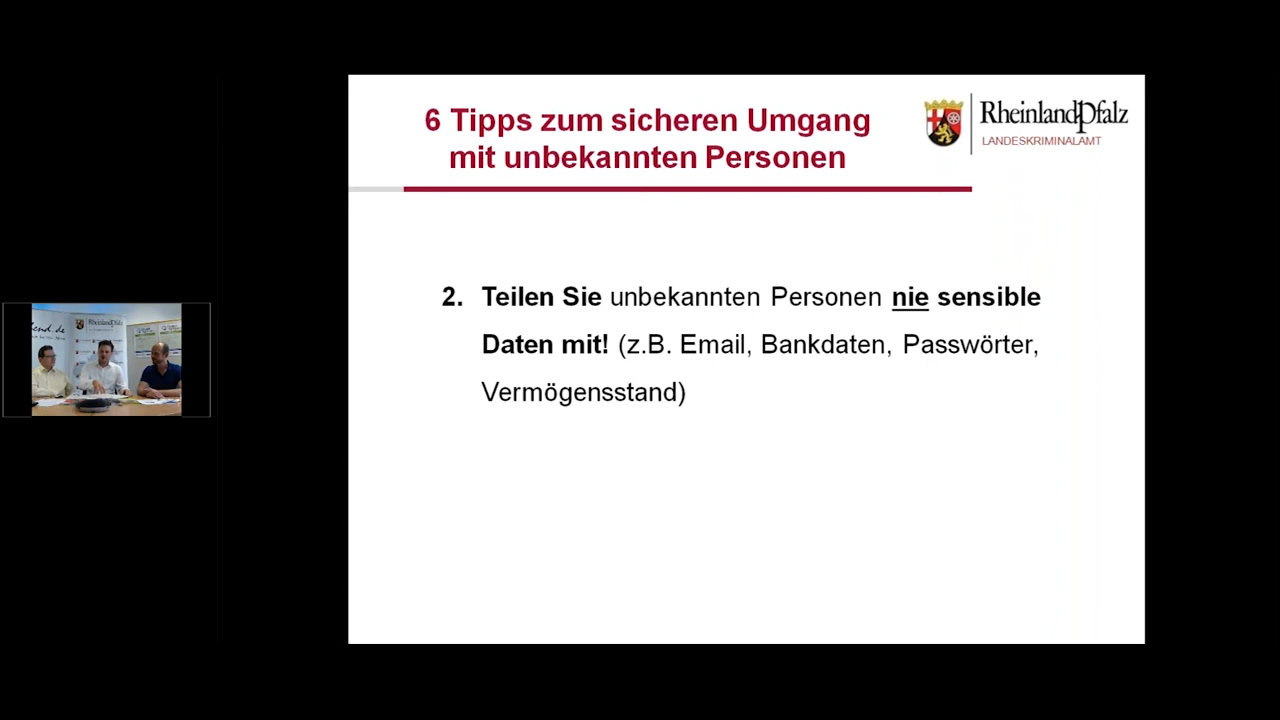 6 Tipps zum sicheren Umgang
mit unbekannten Personen
RheinlandPfalz
LANDESKRIMINALAMT
2. Teilen Sie unbekannten Personen nie sensible
Daten mit! (z.B. Email, Bankdaten, Passwörter,
Vermögensstand)
RheinlandPfalz